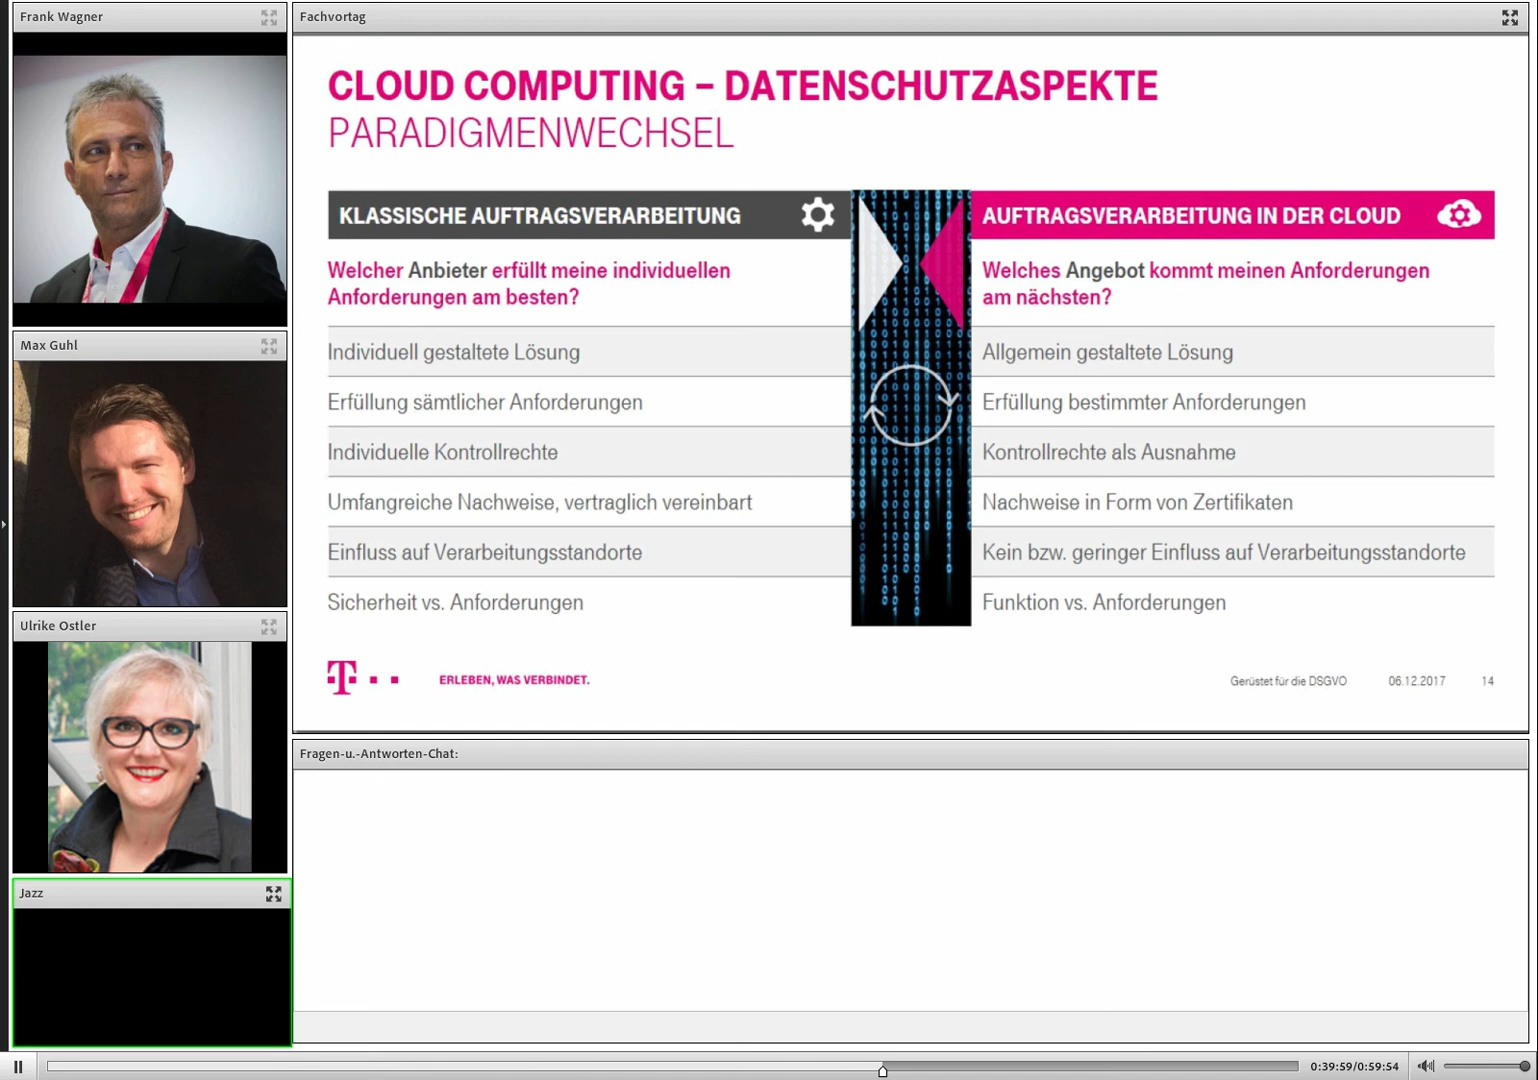 Frank Wagner
Max Guhl
Ulrike Ostler
Jazz
Fachvortag
CLOUD COMPUTING – DATENSCHUTZASPEKTE
PARADIGMENWECHSEL
KLASSISCHE AUFTRAGSVERARBEITUNG
Welcher Anbieter erfüllt meine individuellen
Anforderungen am besten?
Individuell gestaltete Lösung
Erfüllung sämtlicher Anforderungen
Individuelle Kontrollrechte
Umfangreiche Nachweise, vertraglich vereinbart
Einfluss auf Verarbeitungsstandorte
Sicherheit vs. Anforderungen
AUFTRAGSVERARBEITUNG IN DER CLOUD
Welches Angebot kommt meinen Anforderungen
am nächsten?
Allgemein gestaltete Lösung
Erfüllung bestimmter Anforderungen
Kontrollrechte als Ausnahme
Nachweise in Form von Zertifikaten
Kein bzw. geringer Einfluss auf Verarbeitungsstandorte
Funktion vs. Anforderungen
T
ERLEBEN, WAS VERBINDET.
Gerüstet für die DSGVO 06.12.2017 14
Fragen-u.-Antworten-Chat:
0:39:59/0:59:54